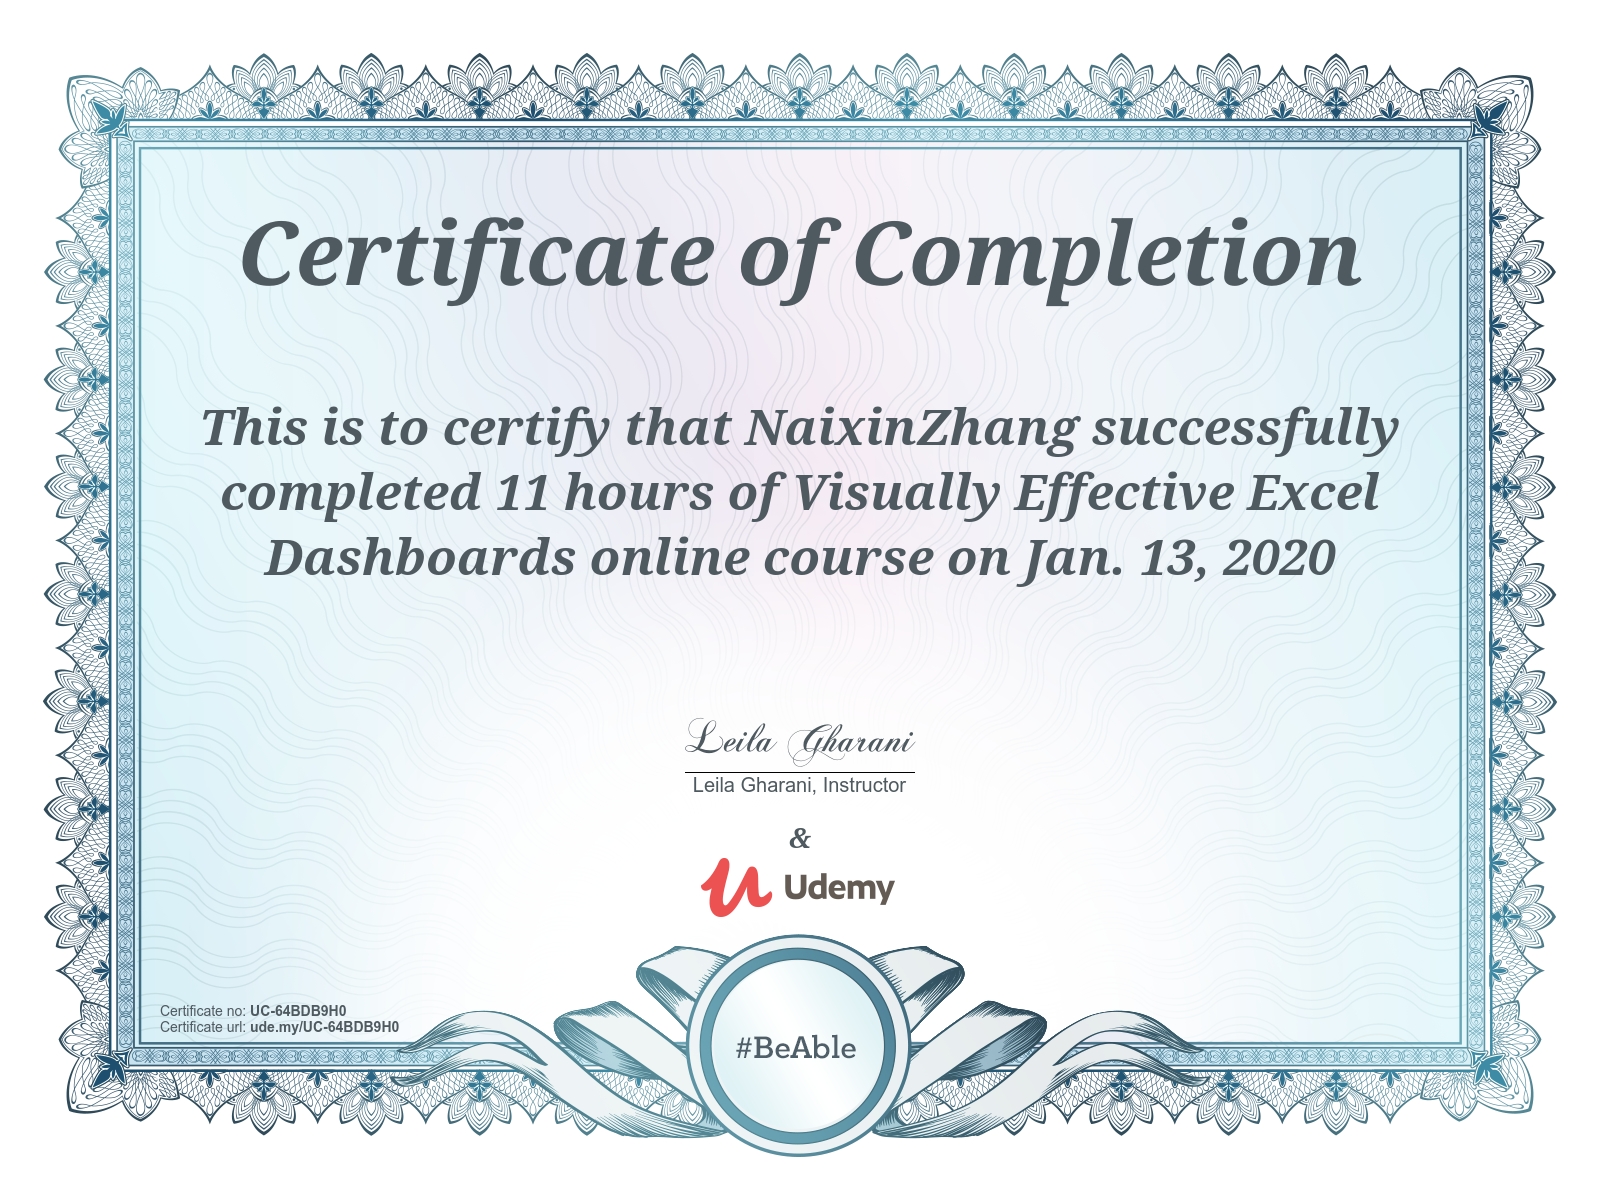 Certificate of Completion
This is to certify that NaixinZhang successfully
completed 11 hours of Visually Effective Excel
Dashboards online course on Jan. 13, 2020
Leila Gharani
Leila Gharani, Instructor
&
Udemy
Certificate no: UC-64BDB9H0
Certificate url: ude.my/UC-64BDB9H0
#BeAble